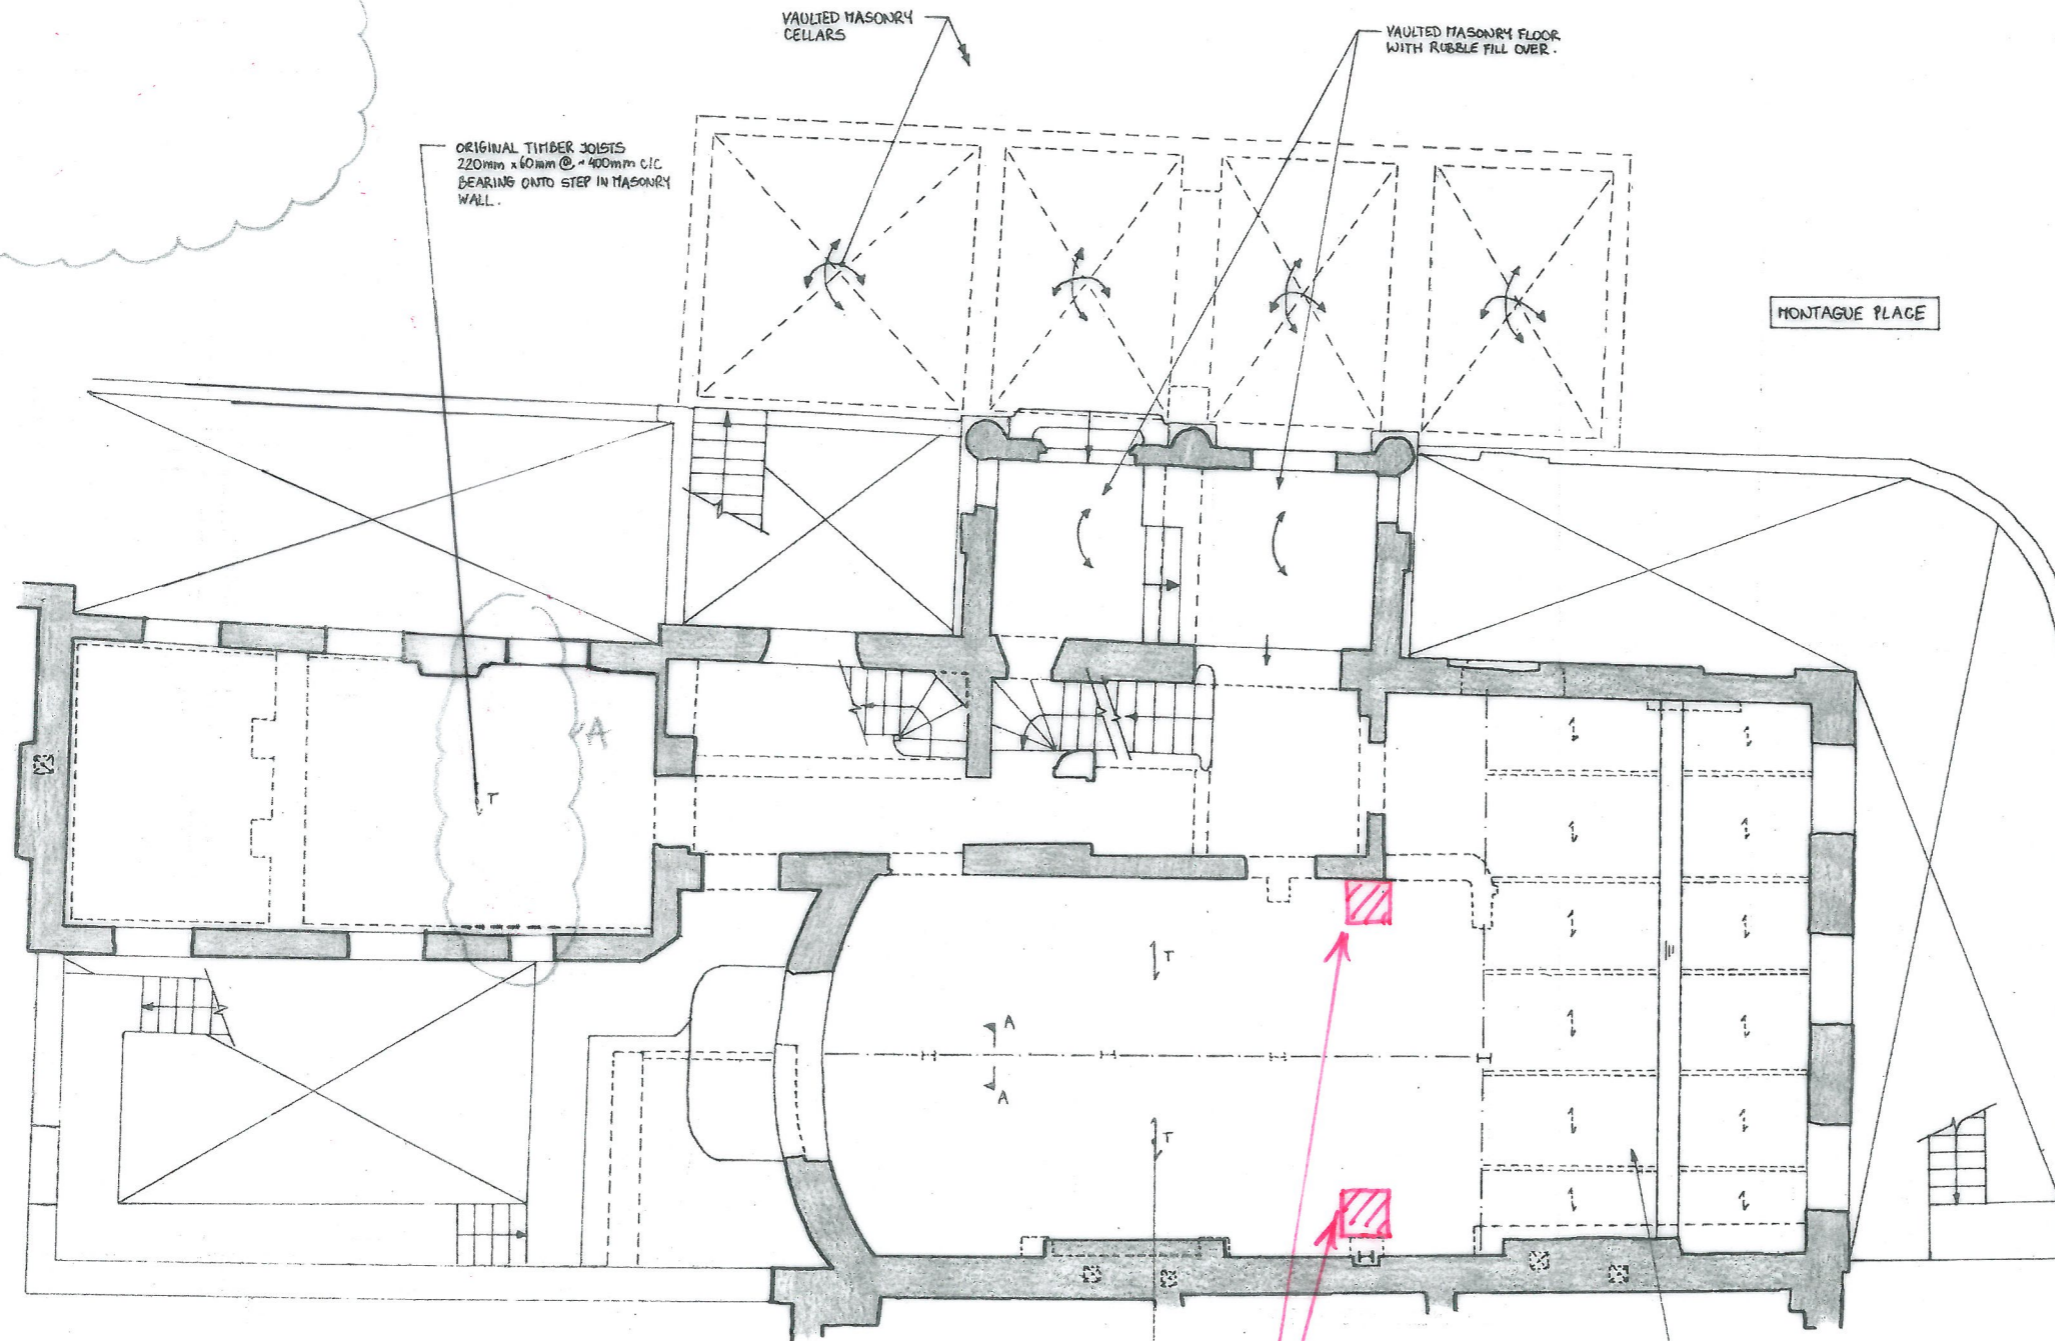 VAULTED MASONRY
CELLARS
VAULTED MASONRY FLOOR
WITH RUBBLE FILL OVER.
ORIGINAL TIMBER JOISTS
220mm x 60mm @ ~ 400mm c/c
BEARING ONTO STEP IN MASONRY
WALL.
MONTAGUE PLACE
A
T
T
A
A
T